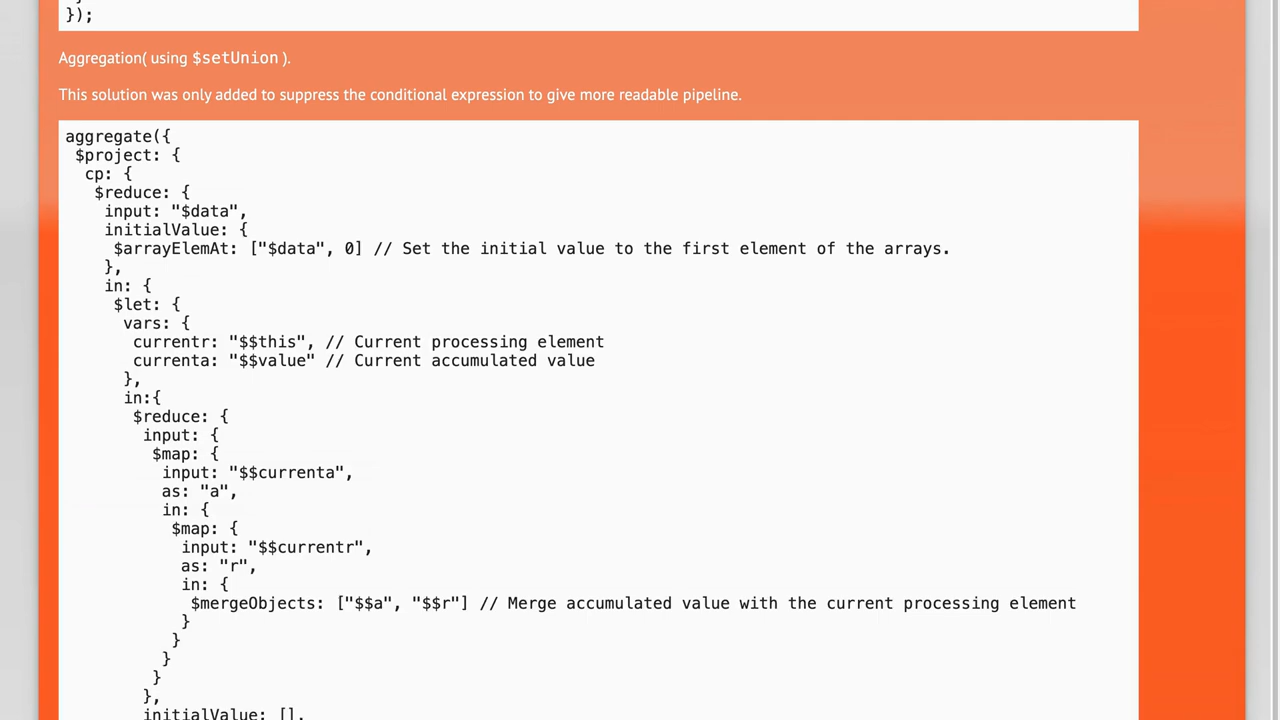 });
Aggregation( using $setUnion ).
This solution was only added to suppress the conditional expression to give more readable pipeline.
aggregate({
$project: {
cp: {
$reduce: {
input: "$data",
initialValue: {
$arrayElemAt: ["$data", 0] // Set the initial value to the first element of the arrays.
},
in: {
$let: {
vars: {
currentr: "$$this", // Current processing element
currenta: "$$value" // Current accumulated value
},
in:{
$reduce: {
input: {
$map: {
input: "$$currenta",
as: "a",
in: {
$map: {
input: "$$currentr",
as: "r",
in: {
$mergeObjects: ["$$a", "$$r"] // Merge accumulated value with the current processing element
}
}
}
}
},
initialValue: [],